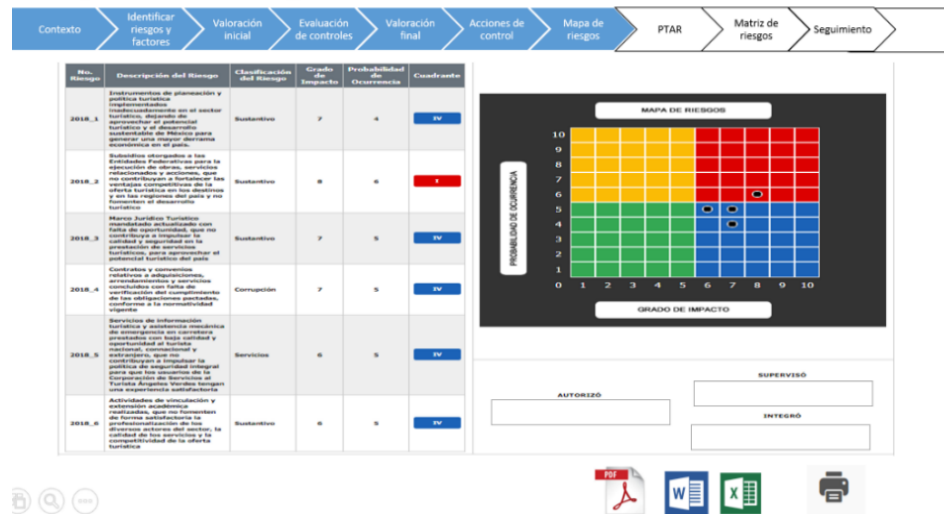 Contexto
Identificar
riesgos y
factores
Valoración
inicial
Evaluación
de controles
Valoración
final
Acciones de
control
Mapa de
riesgos
PTAR
Matriz de
riesgos
Seguimiento
No. Riesgo
Descripción del Riesgo
Clasificación del Riesgo
Grado de Impacto
Probabilidad de Ocurrencia
Cuadrante
2018_1
Instrumentos de planeación y
política turística
implementados
inadecuadamente en el sector
turístico, dejando de
aprovechar el potencial
turístico y el desarrollo
sustentable de México para
generar una mayor derrama
económica en el país.
Sustantivo
7
4
IV
2018_2
Subsidios otorgados a las
Entidades Federativas para la
ejecución de obras, servicios
relacionados y acciones, que
no contribuyan a fortalecer las
ventajas competitivas de la
oferta turística en los destinos
y en las regiones del país y no
fomenten el desarrollo
turístico
Sustantivo
8
6
I
2018_3
Marco Jurídico Turístico
mandatado actualizado con
falta de oportunidad, que no
contribuya a impulsar la
calidad y seguridad en la
prestación de servicios
turísticos, para aprovechar el
potencial turístico del país
Sustantivo
7
5
IV
2018_4
Contratos y convenios
relativos a adquisiciones,
arrendamientos y servicios
concluidos con falta de
verificación del cumplimiento
de las obligaciones pactadas,
conforme a la normatividad
vigente
Corrupción
7
5
IV
2018_5
Servicios de información
turística y asistencia mecánica
de emergencia en carretera
prestados con baja calidad y
oportunidad al turista
nacional, connacional y
extranjero, que no
contribuyan a impulsar la
política de seguridad integral
para que los usuarios de la
Corporación de Servicios al
Turista Ángeles Verdes tengan
una experiencia satisfactoria
Servicios
6
5
IV
2018_6
Actividades de vinculación y
extensión académica
realizadas, que no fomenten
de forma satisfactoria la
profesionalización de los
diversos actores del sector, la
calidad de los servicios y la
competitividad de la oferta
turística
Sustantivo
6
5
IV
MAPA DE RIESGOS
PROBABILIDAD DE OCURRENCIA
10
9
8
7
6
5
4
3
2
1
0 1 2 3 4 5 6 7 8 9 10
GRADO DE IMPACTO
SUPERVISÓ
AUTORIZÓ
INTEGRÓ
PDF
W
X